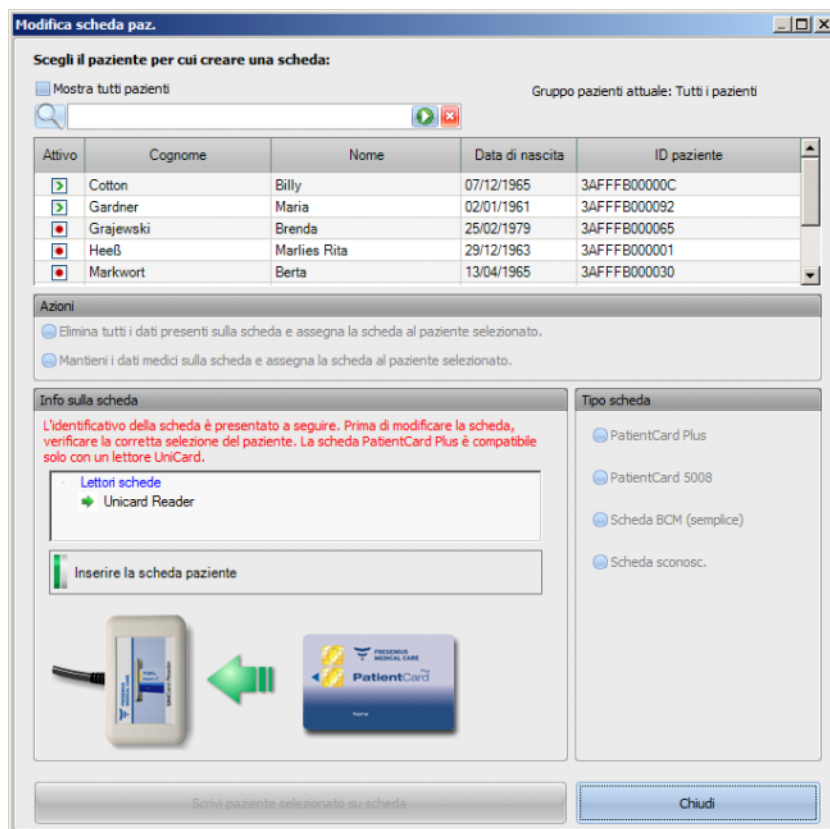 Modifica scheda paz.
Scegli il paziente per cui creare una scheda:
Mostra tutti pazienti
Gruppo pazienti attuale: Tutti i pazienti
Attivo Cognome Nome Data di nascita ID paziente
Cotton Billy 07/12/1965 3AFFFB00000C
Gardner Maria 02/01/1961 3AFFFB000092
Grajewski Brenda 25/02/1979 3AFFFB000065
Heeß Marlies Rita 29/12/1963 3AFFFB000001
Markwort Berta 13/04/1965 3AFFFB000030
Azioni
Elimina tutti i dati presenti sulla scheda e assegna la scheda al paziente selezionato.
Mantieni i dati medici sulla scheda e assegna la scheda al paziente selezionato.
Info sulla scheda
L'identificativo della scheda è presentato a seguire. Prima di modificare la scheda,
verificare la corretta selezione del paziente. La scheda PatientCard Plus è compatibile
solo con un lettore UniCard.
Lettori schede
Unicard Reader
Inserire la scheda paziente
FRESENIUS
MEDICAL CARE
UniCard Reader
FRESENIUS
MEDICAL CARE
Plus
PatientCard
Name
Tipo scheda
PatientCard Plus
PatientCard 5008
Scheda BCM (semplice)
Scheda sconosc.
Scrivi paziente selezionato su scheda
Chiudi